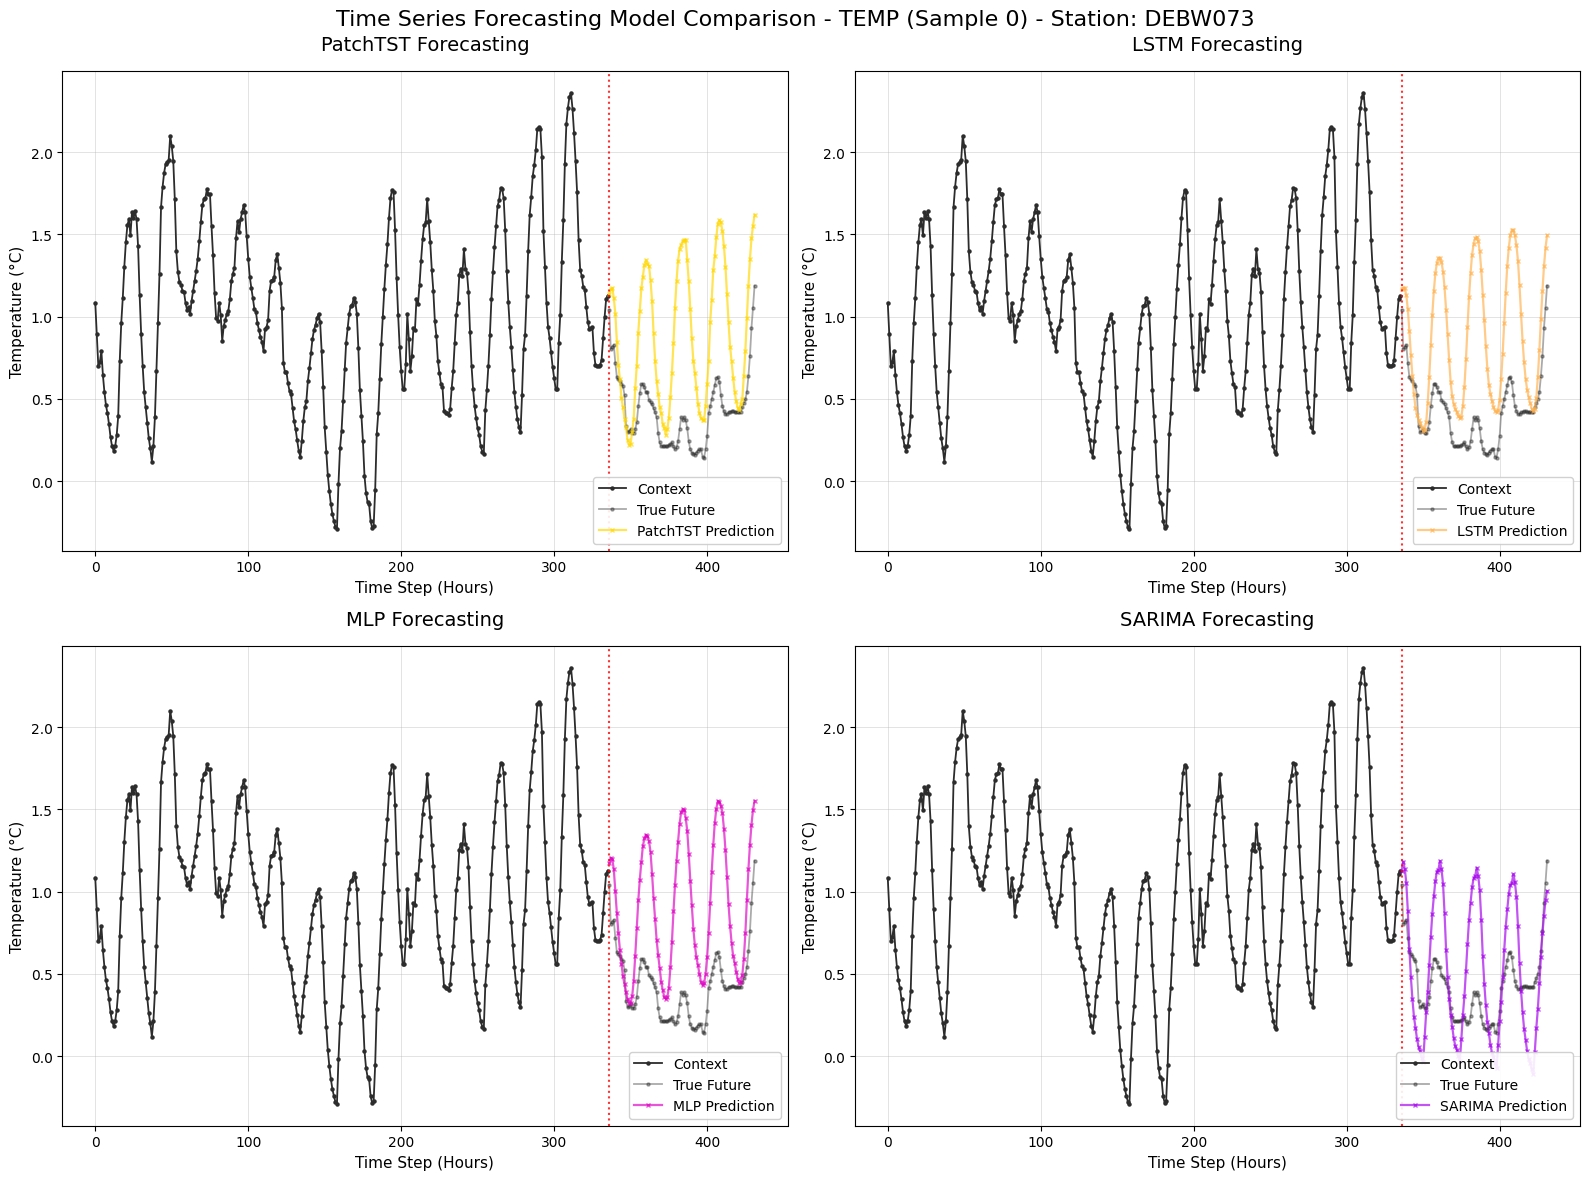 Time Series Forecasting Model Comparison - TEMP (Sample 0) - Station: DEBW073
PatchTST Forecasting
Temperature (°C)
2.0
1.5
1.0
0.5
0.0
0 100 200 300 400
Time Step (Hours)
Context
True Future
PatchTST Prediction
LSTM Forecasting
Temperature (°C)
2.0
1.5
1.0
0.5
0.0
0 100 200 300 400
Time Step (Hours)
Context
True Future
LSTM Prediction
MLP Forecasting
Temperature (°C)
2.0
1.5
1.0
0.5
0.0
0 100 200 300 400
Time Step (Hours)
Context
True Future
MLP Prediction
SARIMA Forecasting
Temperature (°C)
2.0
1.5
1.0
0.5
0.0
0 100 200 300 400
Time Step (Hours)
Context
True Future
SARIMA Prediction